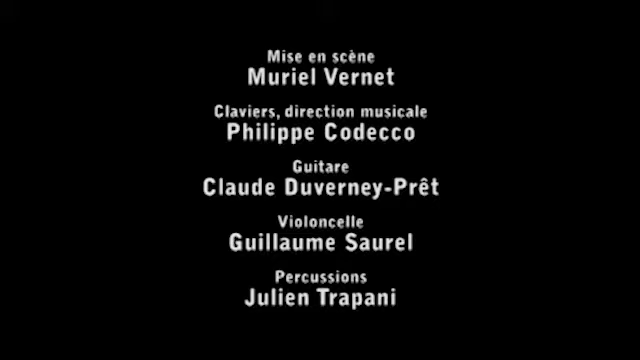 Mise en scène
Muriel Vernet
Claviers, direction musicale
Philippe Codecco
Guitare
Claude Duverney-Prêt
Violoncelle
Guillaume Saurel
Percussions
Julien Trapani